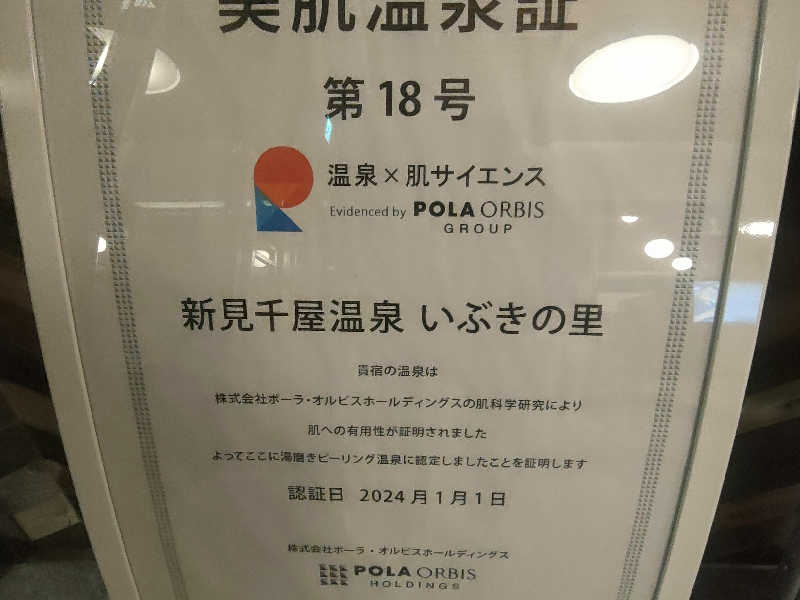 美肌温泉証
第18号
温泉×肌サイエンス
Evidenced by POLA ORBIS
GROUP
新見千屋温泉 いぶきの里
貴宿の温泉は
株式会社ポーラ・オルビスホールディングスの肌科学研究により
肌への有用性が証明されました
よってここに湯磨きピーリング温泉に認定しましたことを証明します
認証日 2024月1月1日
株式会社ポーラ・オルビスホールディングス
POLA ORBIS
HOLDINGS